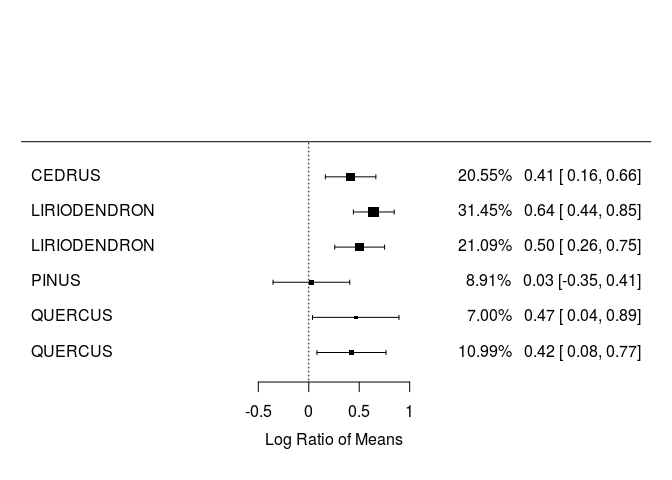 CEDRUS 20.55% 0.41 [ 0.16, 0.66]
LIRIODENDRON 31.45% 0.64 [ 0.44, 0.85]
LIRIODENDRON 21.09% 0.50 [ 0.26, 0.75]
PINUS 8.91% 0.03 [-0.35, 0.41]
QUERCUS 7.00% 0.47 [ 0.04, 0.89]
QUERCUS 10.99% 0.42 [ 0.08, 0.77]
-0.5 0 0.5 1
Log Ratio of Means